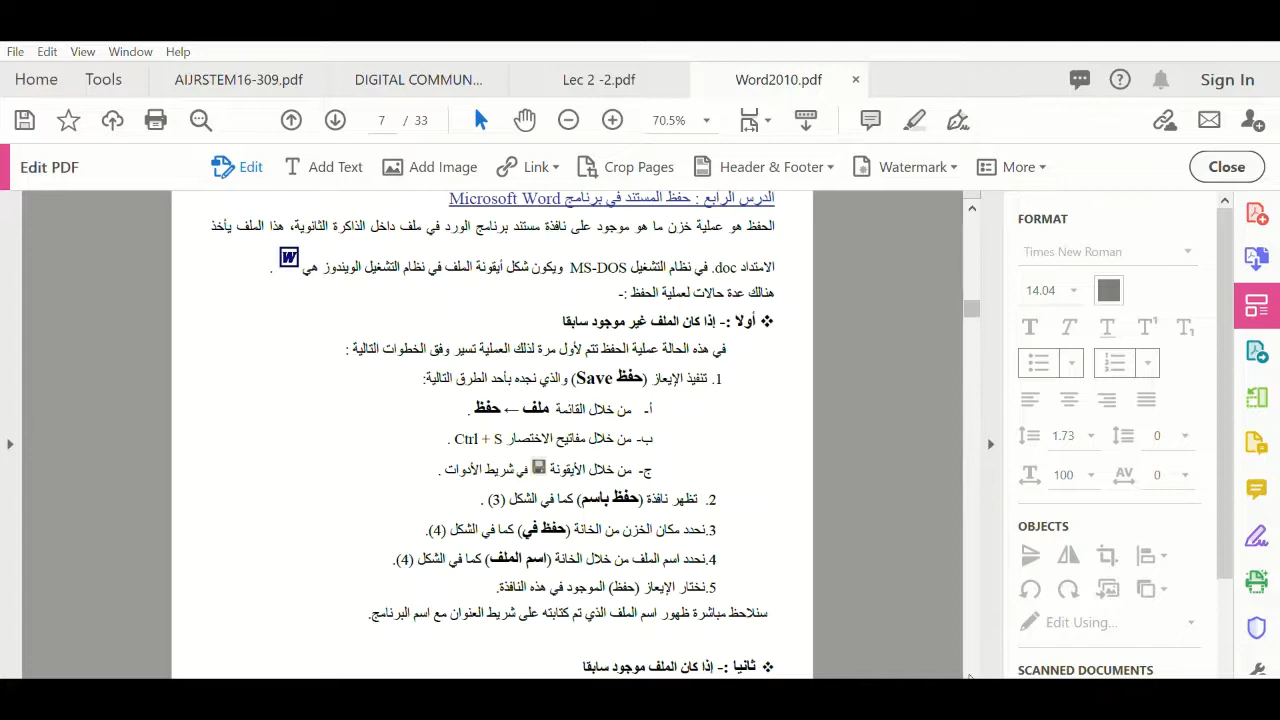 File Edit View Window Help
Home Tools AIJRSTEM16-309.pdf DIGITAL COMMUN... Lec 2 -2.pdf Word2010.pdf × Sign In
7 / 33 70.5%
Edit PDF Edit Add Text Add Image Link Crop Pages Header & Footer Watermark More Close
الدرس الرابع : حفظ المستند في برنامج Microsoft Word
الحفظ هو عملية خزن ما هو موجود على نافذة مستند برنامج الورد في ملف داخل الذاكرة الثانوية، هذا الملف يأخذ
الامتداد doc. في نظام التشغيل MS-DOS ويكون شكل أيقونة الملف في نظام التشغيل الويندوز هي W .
هنالك عدة حالات لعملية الحفظ :-
❖ أولا :- إذا كان الملف غير موجود سابقا
في هذه الحالة عملية الحفظ تتم لأول مرة لذلك العملية تسير وفق الخطوات التالية :
1. تنفيذ الإيعاز (حفظ Save) والذي نجده بأحد الطرق التالية:
أ- من خلال القائمة ملف ← حفظ .
ب- من خلال مفاتيح الاختصار Ctrl + S .
ج- من خلال الأيقونة في شريط الأدوات .
2. تظهر نافذة (حفظ باسم) كما في الشكل (3) .
3.نحدد مكان الخزن من الخانة (حفظ في) كما في الشكل (4).
4.نحدد اسم الملف من خلال الخانة (اسم الملف) كما في الشكل (4).
5.نختار الإيعاز (حفظ) الموجود في هذه النافذة.
سنلاحظ مباشرة ظهور اسم الملف الذي تم كتابته على شريط العنوان مع اسم البرنامج.
❖ ثانيا :- إذا كان الملف موجود سابقا
FORMAT
Times New Roman
14.04
T T T T¹ T₁
1.73 0
100 AV 0
OBJECTS
Edit Using...
SCANNED DOCUMENTS